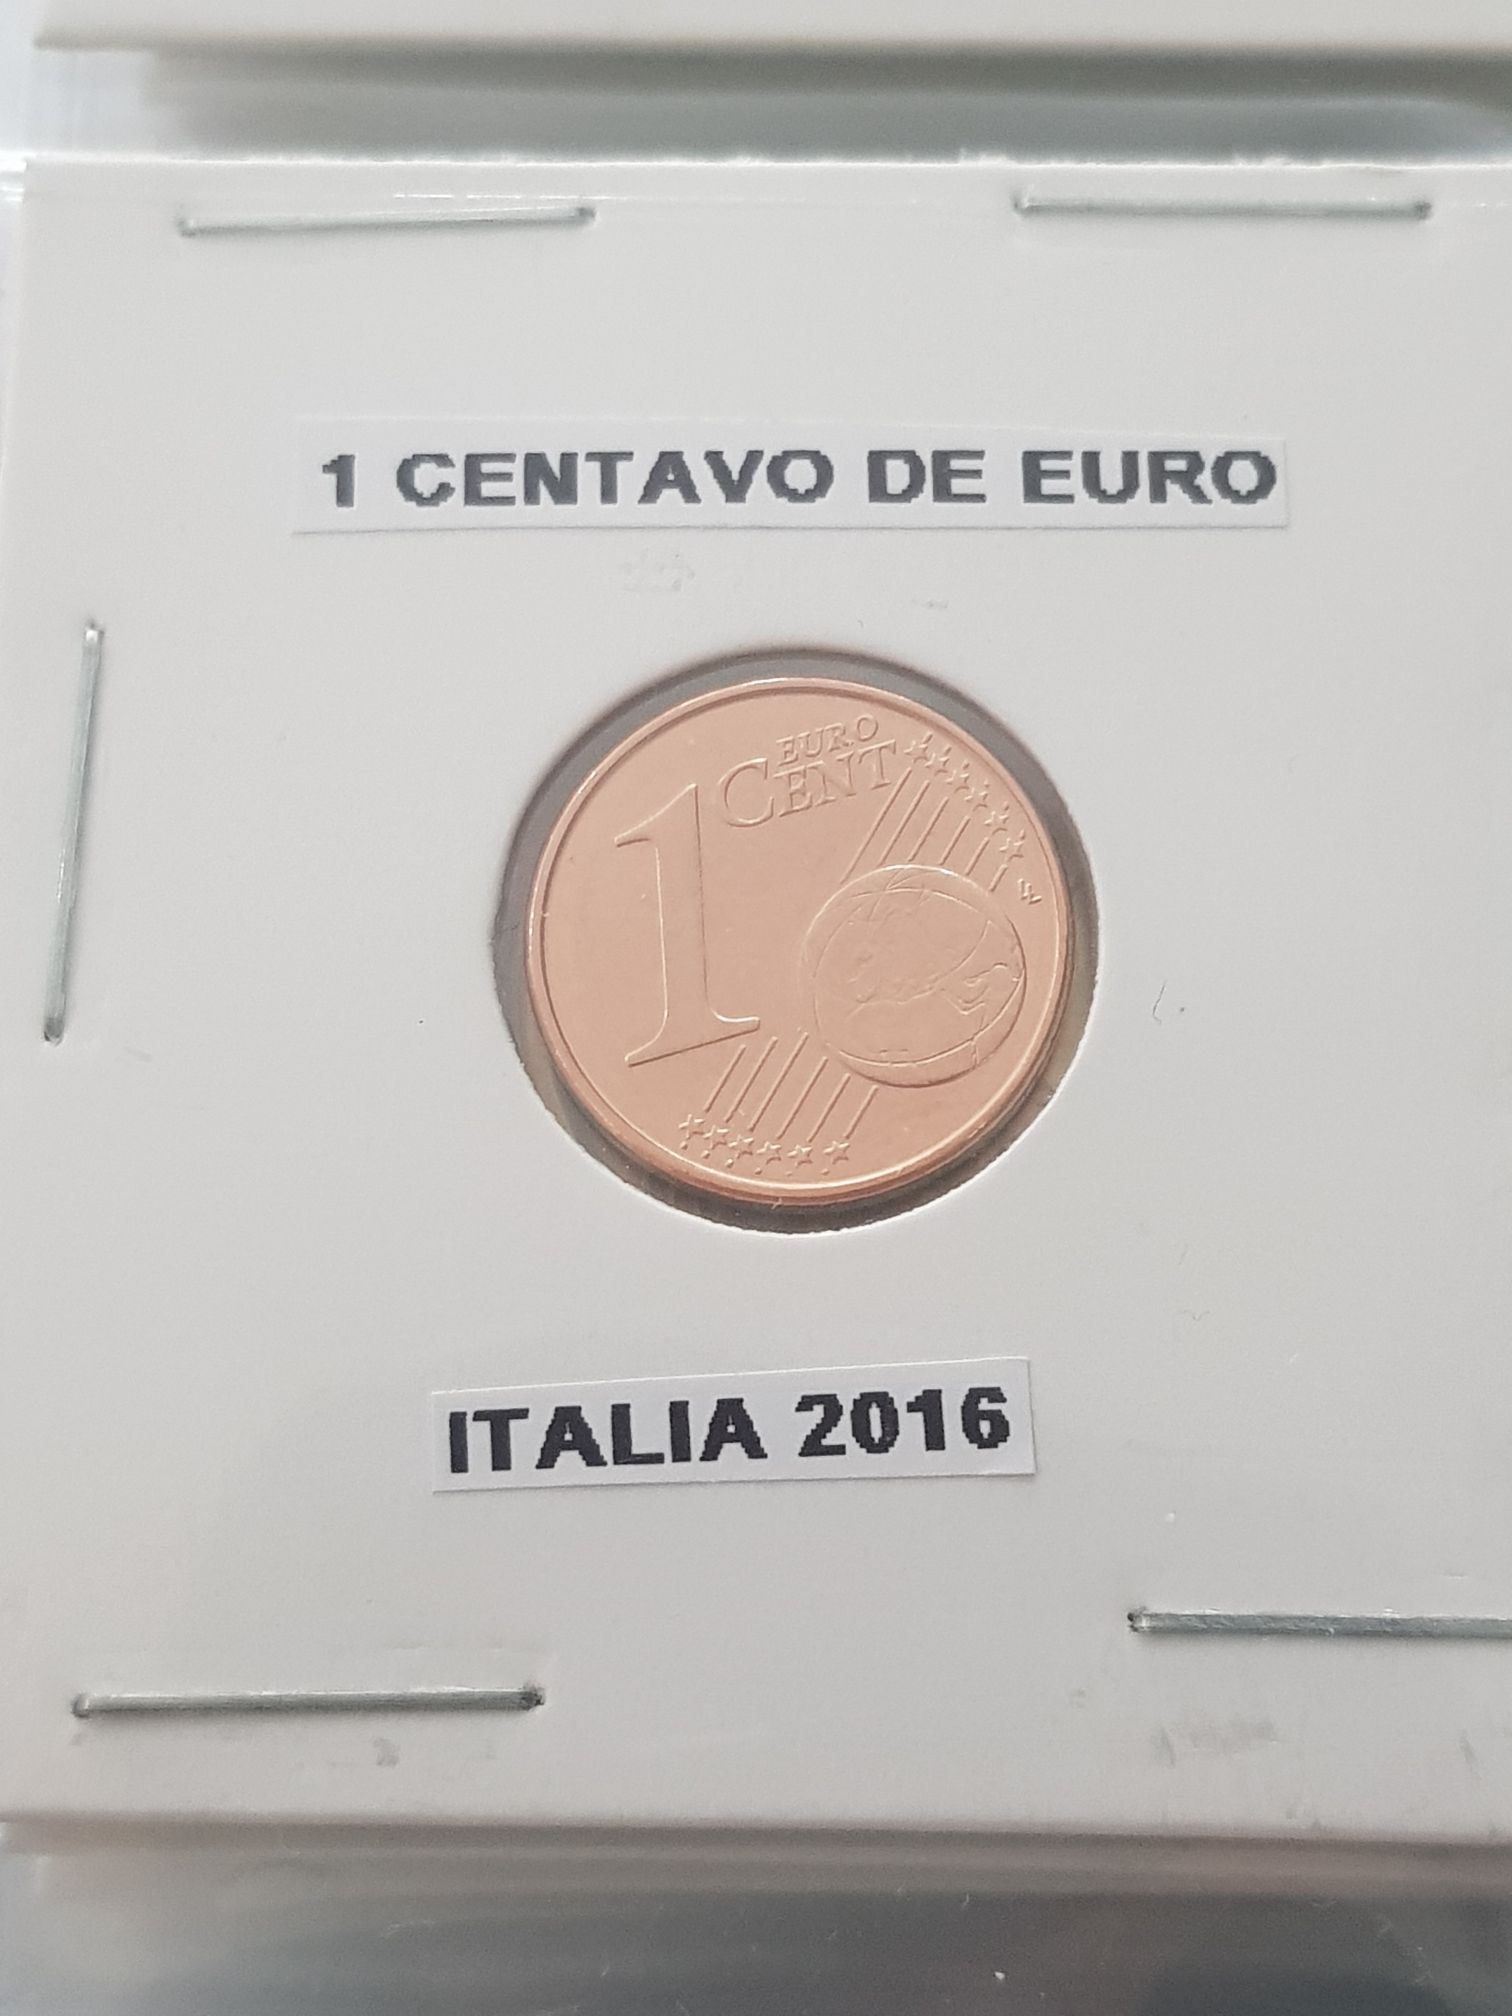 1 CENTAVO DE EURO
1 EURO
CENT
ITALIA 2016